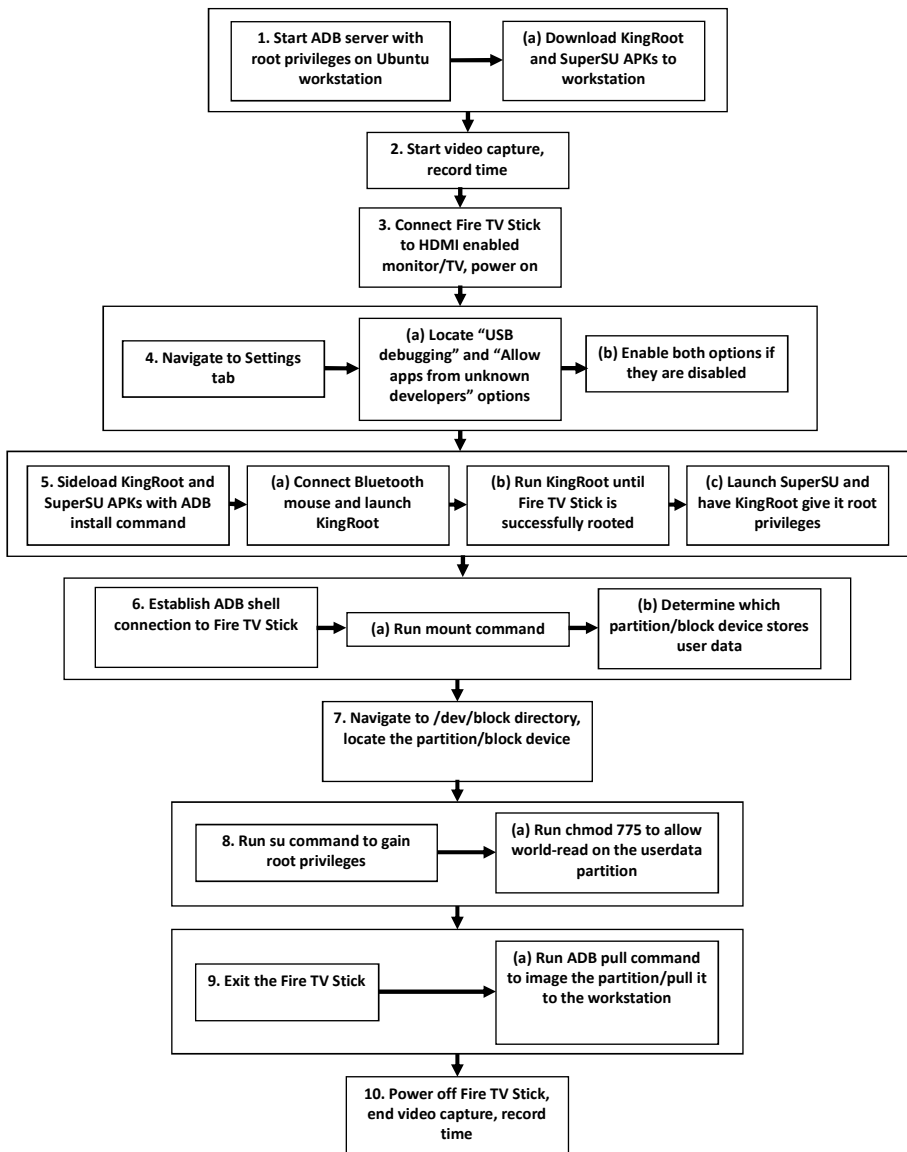 1. Start ADB server with
root privileges on Ubuntu
workstation
(a) Download KingRoot
and SuperSU APKs to
workstation
2. Start video capture,
record time
3. Connect Fire TV Stick
to HDMI enabled
monitor/TV, power on
4. Navigate to Settings
tab
(a) Locate “USB
debugging” and “Allow
apps from unknown
developers” options
(b) Enable both options if
they are disabled
5. Sideload KingRoot and
SuperSU APKs with ADB
install command
(a) Connect Bluetooth
mouse and launch
KingRoot
(b) Run KingRoot until
Fire TV Stick is
successfully rooted
(c) Launch SuperSU and
have KingRoot give it root
privileges
6. Establish ADB shell
connection to Fire TV Stick
(a) Run mount command
(b) Determine which
partition/block device stores
user data
7. Navigate to /dev/block directory,
locate the partition/block device
8. Run su command to gain
root privileges
(a) Run chmod 775 to allow
world-read on the userdata
partition
9. Exit the Fire TV Stick
(a) Run ADB pull command
to image the partition/pull it
to the workstation
10. Power off Fire TV Stick,
end video capture, record
time